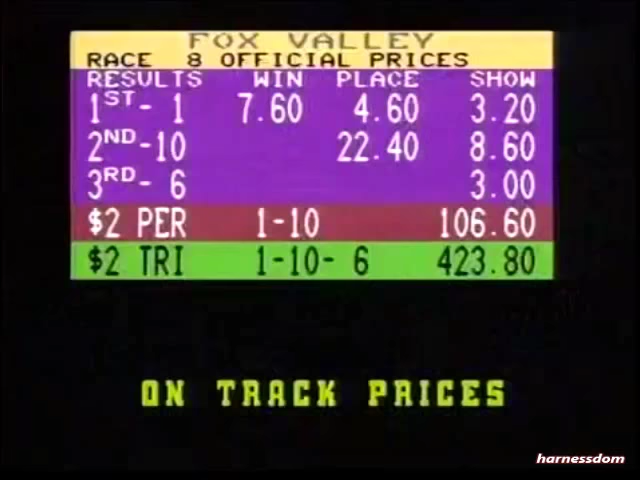 FOX VALLEY
RACE 8 OFFICIAL PRICES
RESULTS WIN PLACE SHOW
1ST- 1 7.60 4.60 3.20
2ND-10 22.40 8.60
3RD- 6 3.00
$2 PER 1-10 106.60
$2 TRI 1-10- 6 423.80
ON TRACK PRICES
harnessdom